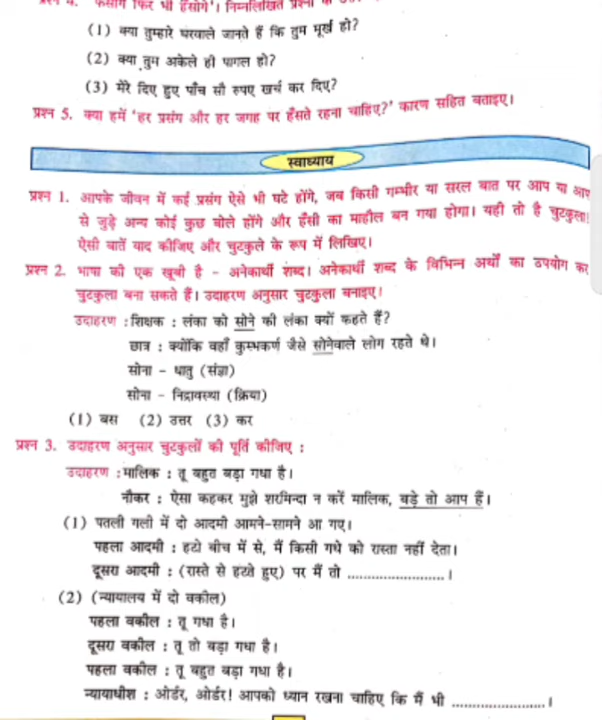 प्रश्न 4. 'फँसोगे फिर भी हँसोगे'। निम्नलिखित प्रश्नों के
(1) क्या तुम्हारे घरवाले जानते हैं कि तुम मूर्ख हो?
(2) क्या तुम अकेले ही पागल हो?
(3) मेरे दिए हुए पाँच सौ रुपए खर्च कर दिए?
प्रश्न 5. क्या हमें 'हर प्रसंग और हर जगह पर हँसते रहना चाहिए?' कारण सहित बताइए।
स्वाध्याय
प्रश्न 1. आपके जीवन में कई प्रसंग ऐसे भी घटे होंगे, जब किसी गम्भीर या सरल बात पर आप या आप
से जुड़े अन्य कोई कुछ बोले होंगे और हँसी का माहौल बन गया होगा। यही तो है चुटकुला।
ऐसी बातें याद कीजिए और चुटकुले के रूप में लिखिए।
प्रश्न 2. भाषा की एक खूबी है - अनेकार्थी शब्द। अनेकार्थी शब्द के विभिन्न अर्थों का उपयोग कर
चुटकुला बना सकते हैं। उदाहरण अनुसार चुटकुला बनाइए।
उदाहरण : शिक्षक : लंका को सोने की लंका क्यों कहते हैं?
छात्र : क्योंकि वहाँ कुम्भकर्ण जैसे सोनेवाले लोग रहते थे।
सोना - धातु (संज्ञा)
सोना - निद्रावस्था (क्रिया)
(1) बस (2) उत्तर (3) कर
प्रश्न 3. उदाहरण अनुसार चुटकुलों की पूर्ति कीजिए :
उदाहरण : मालिक : तू बहुत बड़ा गधा है।
नौकर : ऐसा कहकर मुझे शरमिन्दा न करें मालिक, बड़े तो आप हैं।
(1) पतली गली में दो आदमी आमने-सामने आ गए।
पहला आदमी : हटो बीच में से, मैं किसी गधे को रास्ता नहीं देता।
दूसरा आदमी : (रास्ते से हटते हुए) पर मैं तो ........................ ।
(2) (न्यायालय में दो वकील)
पहला वकील : तू गधा है।
दूसरा वकील : तू तो बड़ा गधा है।
पहला वकील : तू बहुत बड़ा गधा है।
न्यायाधीश : ऑर्डर, ऑर्डर! आपको ध्यान रखना चाहिए कि मैं भी ........................ ।